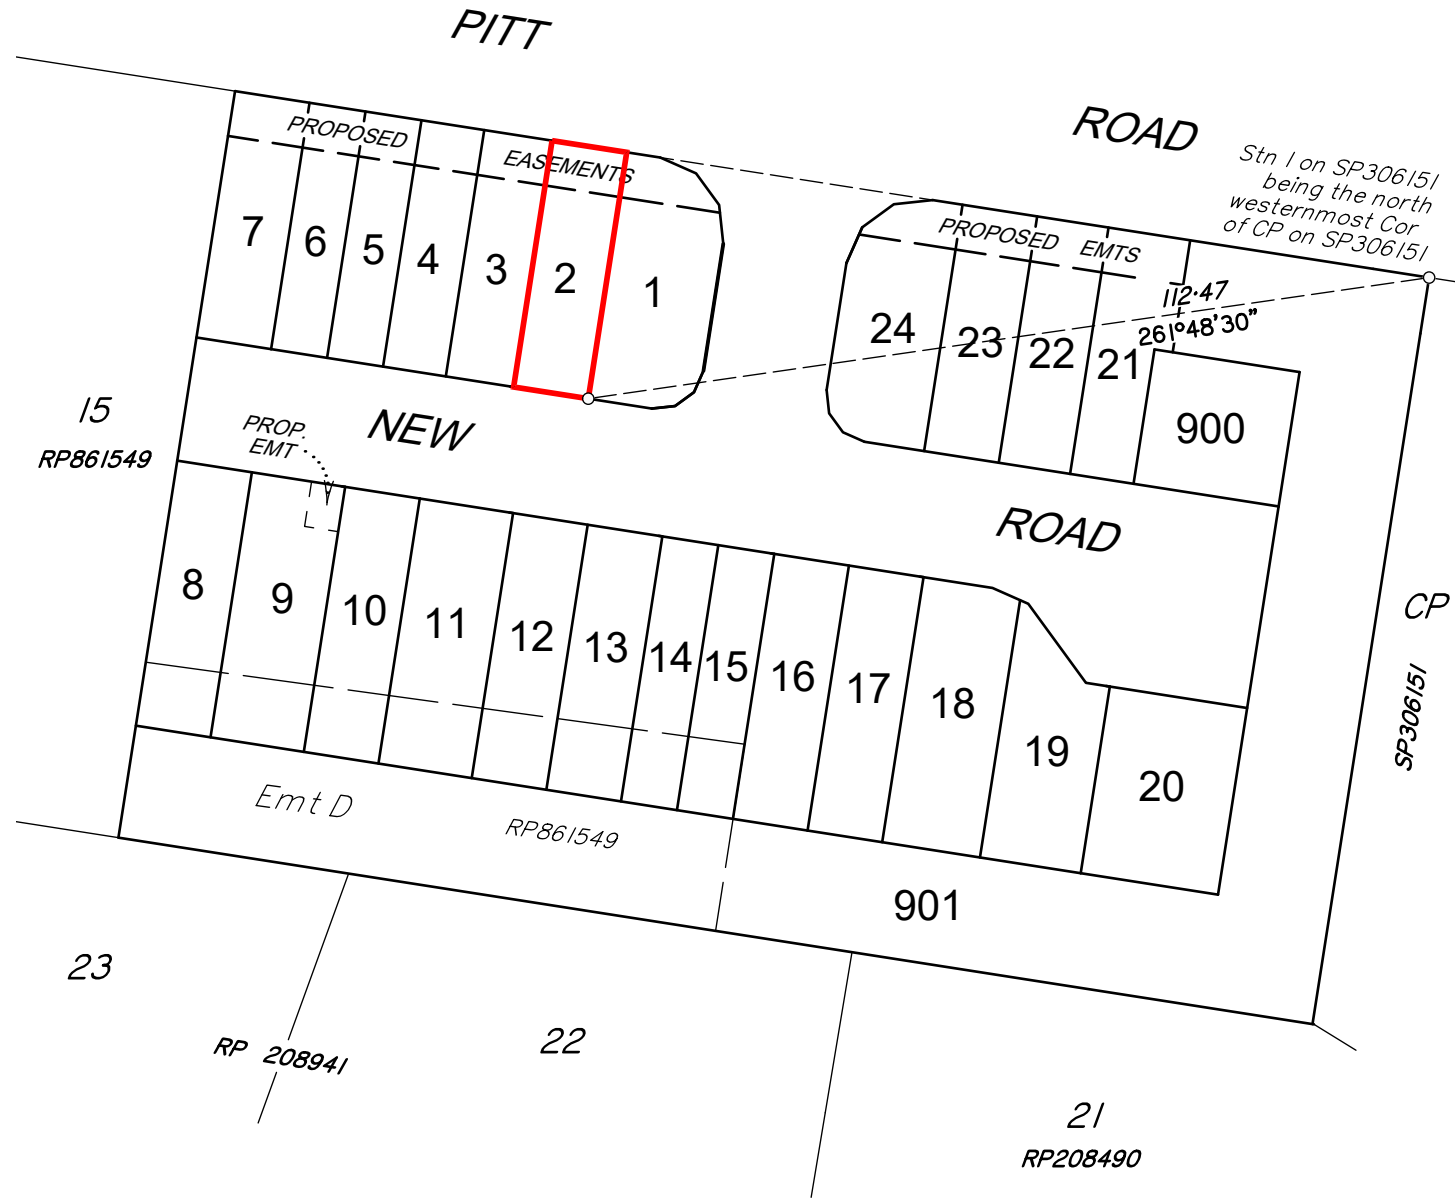 PITT
ROAD
Stn 1 on SP306151
being the north
westernmost Cor
of CP on SP306151
PROPOSED
EASEMENTS
PROPOSED EMTS
7
6
5
4
3
2
1
24
23
22
21
112·47
261°48'30"
900
15
RP861549
PROP.
EMT
NEW
ROAD
8
9
10
11
12
13
14
15
16
17
18
19
20
CP
SP306151
Emt D
RP861549
901
23
RP 208941
22
21
RP208490